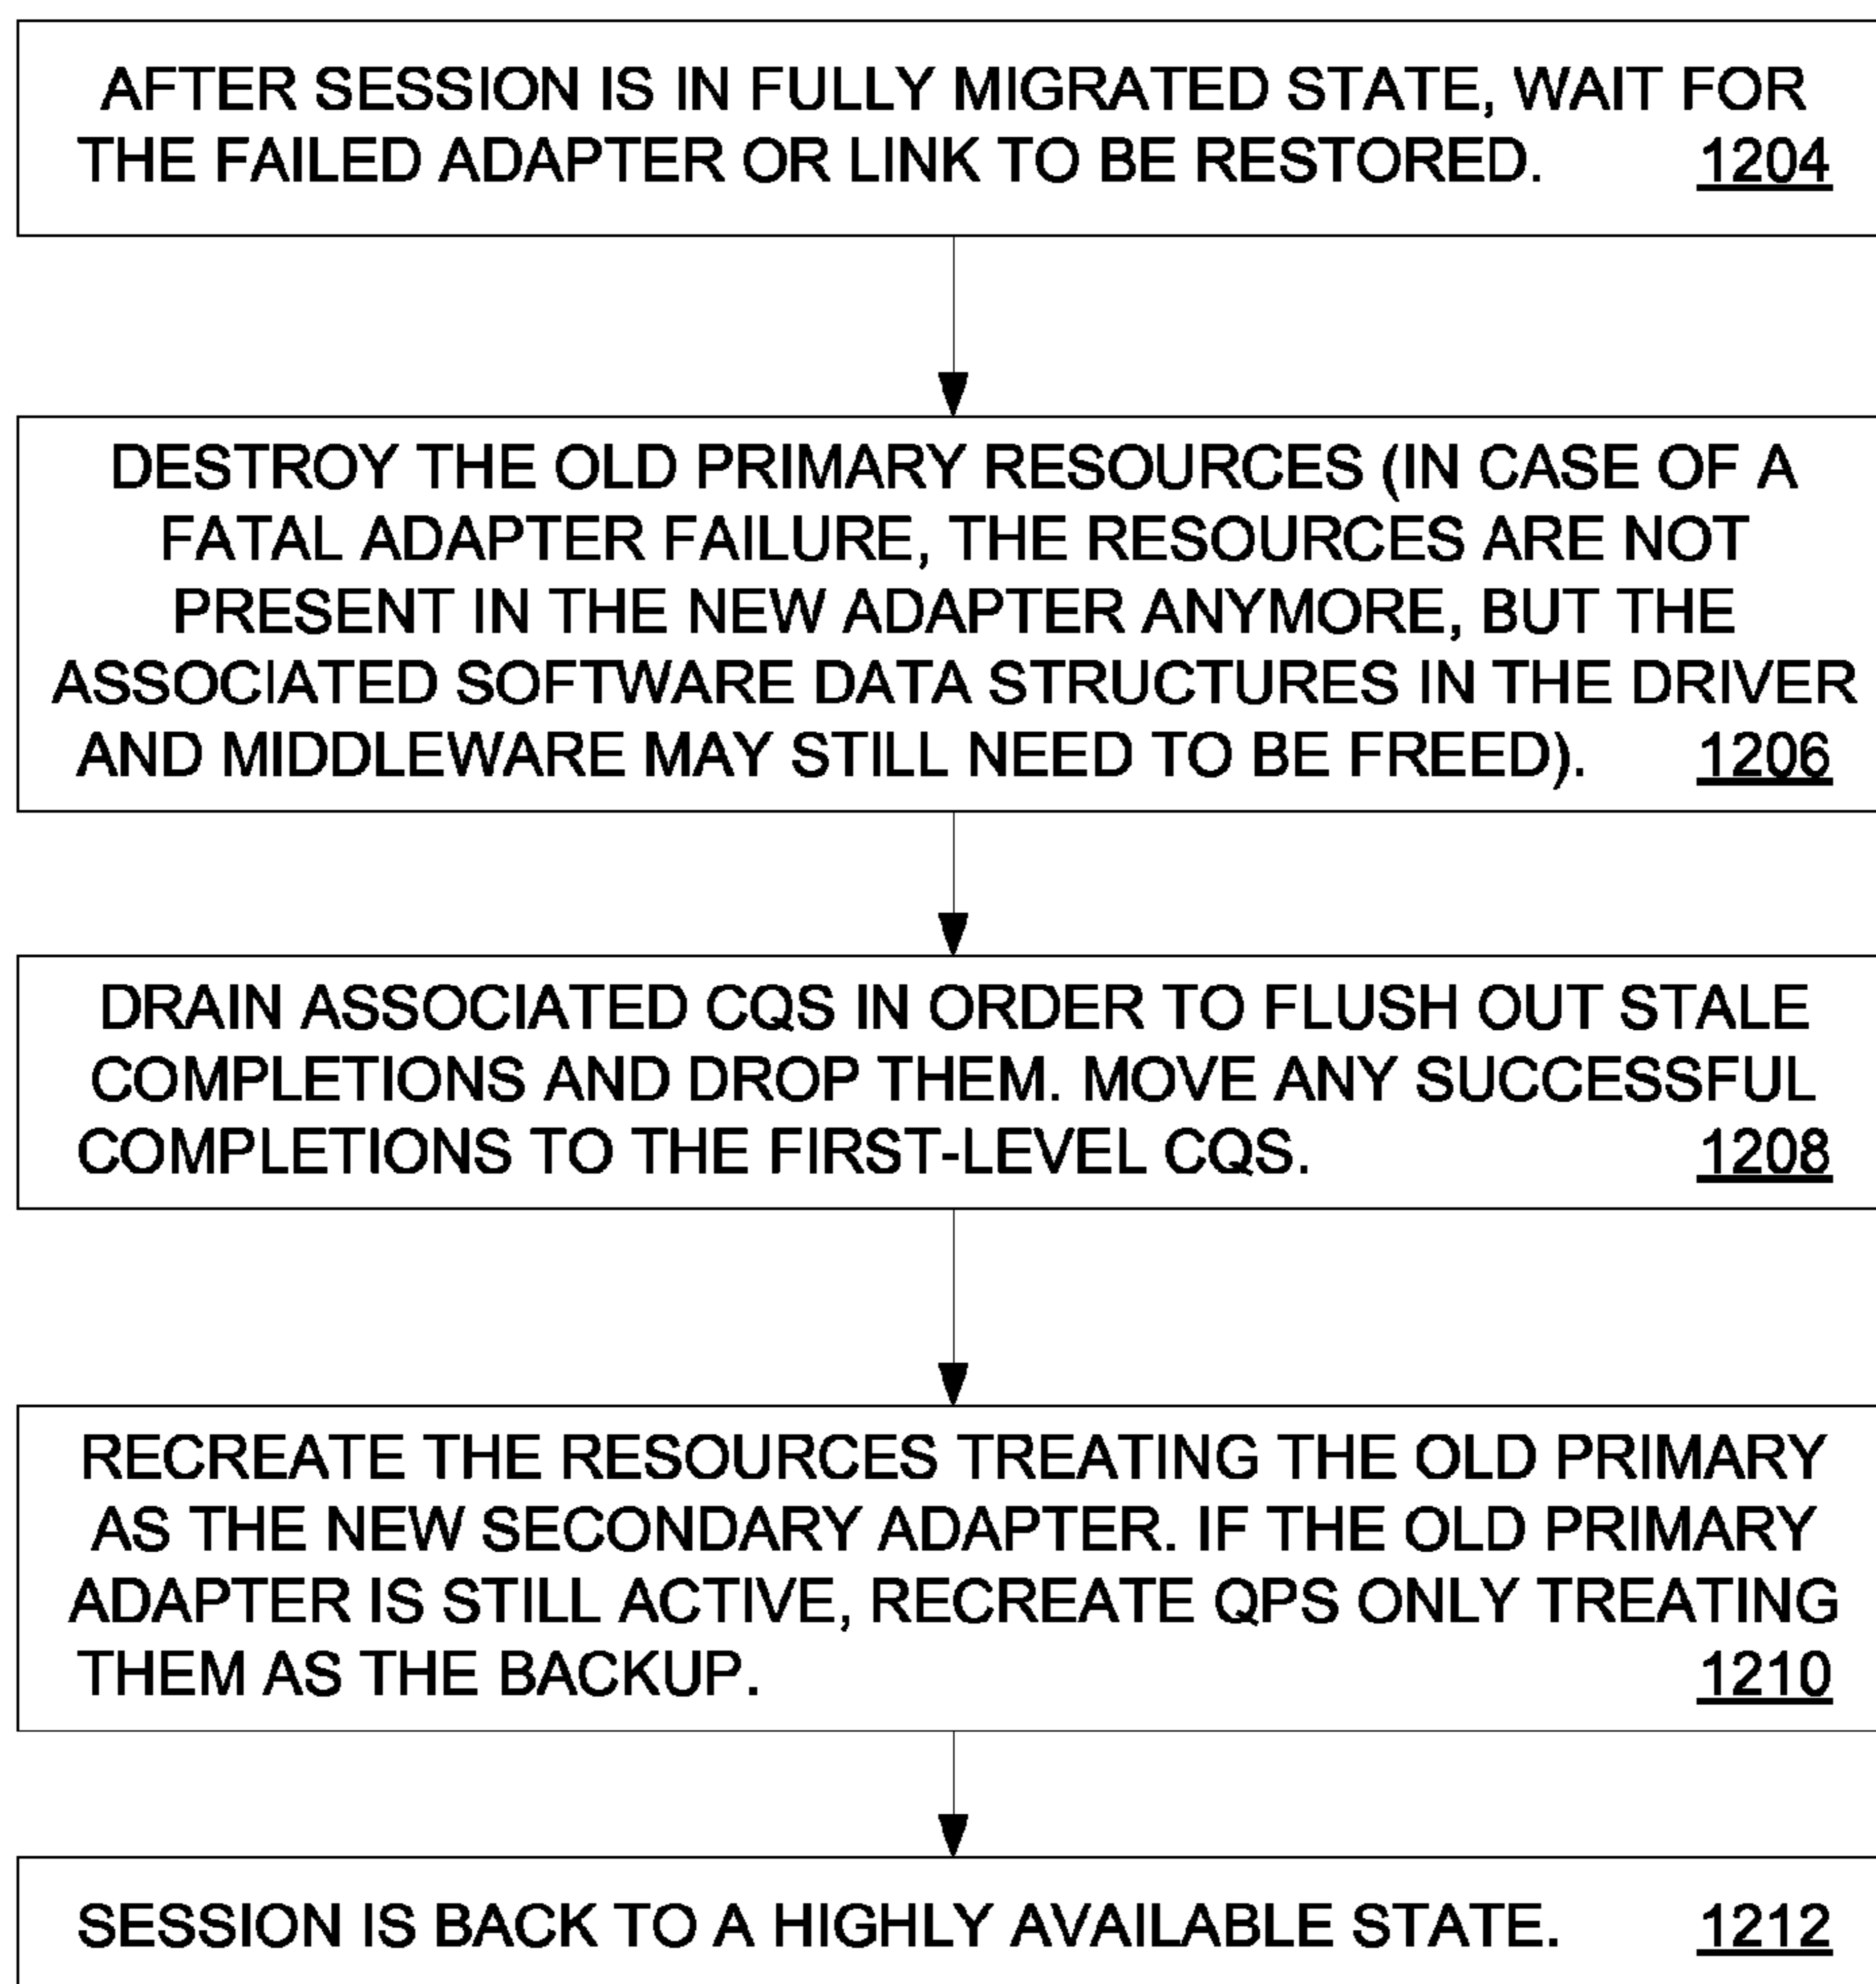 AFTER SESSION IS IN FULLY MIGRATED STATE, WAIT FOR
THE FAILED ADAPTER OR LINK TO BE RESTORED. 1204
DESTROY THE OLD PRIMARY RESOURCES (IN CASE OF A
FATAL ADAPTER FAILURE, THE RESOURCES ARE NOT
PRESENT IN THE NEW ADAPTER ANYMORE, BUT THE
ASSOCIATED SOFTWARE DATA STRUCTURES IN THE DRIVER
AND MIDDLEWARE MAY STILL NEED TO BE FREED). 1206
DRAIN ASSOCIATED CQS IN ORDER TO FLUSH OUT STALE
COMPLETIONS AND DROP THEM. MOVE ANY SUCCESSFUL
COMPLETIONS TO THE FIRST-LEVEL CQS. 1208
RECREATE THE RESOURCES TREATING THE OLD PRIMARY
AS THE NEW SECONDARY ADAPTER. IF THE OLD PRIMARY
ADAPTER IS STILL ACTIVE, RECREATE QPS ONLY TREATING
THEM AS THE BACKUP. 1210
SESSION IS BACK TO A HIGHLY AVAILABLE STATE. 1212